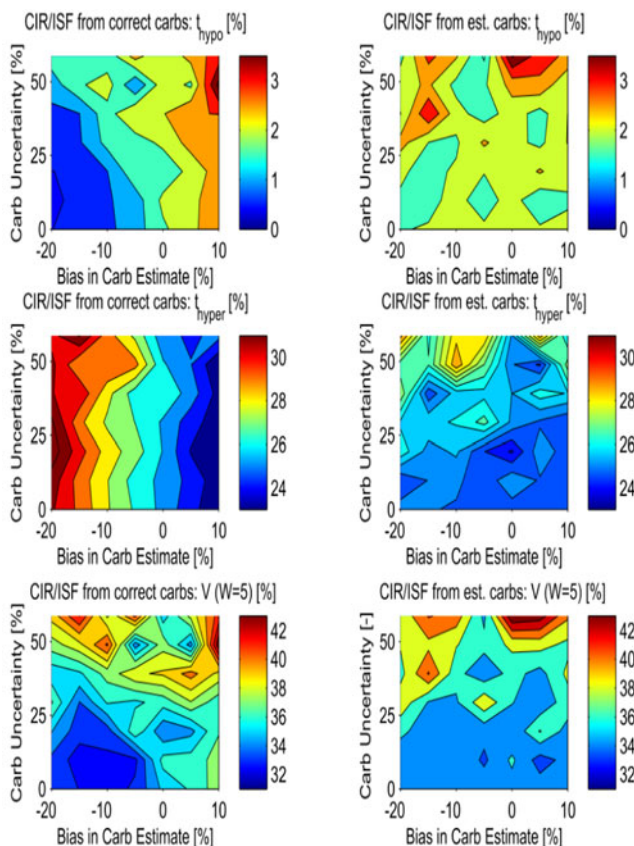 CIR/ISF from correct carbs: t_hypo [%]
Carb Uncertainty [%]
50
25
0
-20 -10 0 10
Bias in Carb Estimate [%]
3
2
1
0
CIR/ISF from est. carbs: t_hypo [%]
Carb Uncertainty [%]
50
25
0
-20 -10 0 10
Bias in Carb Estimate [%]
3
2
1
0
CIR/ISF from correct carbs: t_hyper [%]
Carb Uncertainty [%]
50
25
0
-20 -10 0 10
Bias in Carb Estimate [%]
30
28
26
24
CIR/ISF from est. carbs: t_hyper [%]
Carb Uncertainty [%]
50
25
0
-20 -10 0 10
Bias in Carb Estimate [%]
30
28
26
24
CIR/ISF from correct carbs: V (W=5) [%]
Carb Uncertainty [%]
50
25
0
-20 -10 0 10
Bias in Carb Estimate [%]
42
40
38
36
34
32
CIR/ISF from est. carbs: V (W=5) [%]
Carb Uncertainty [-]
50
25
0
-20 -10 0 10
Bias in Carb Estimate [%]
42
40
38
36
34
32